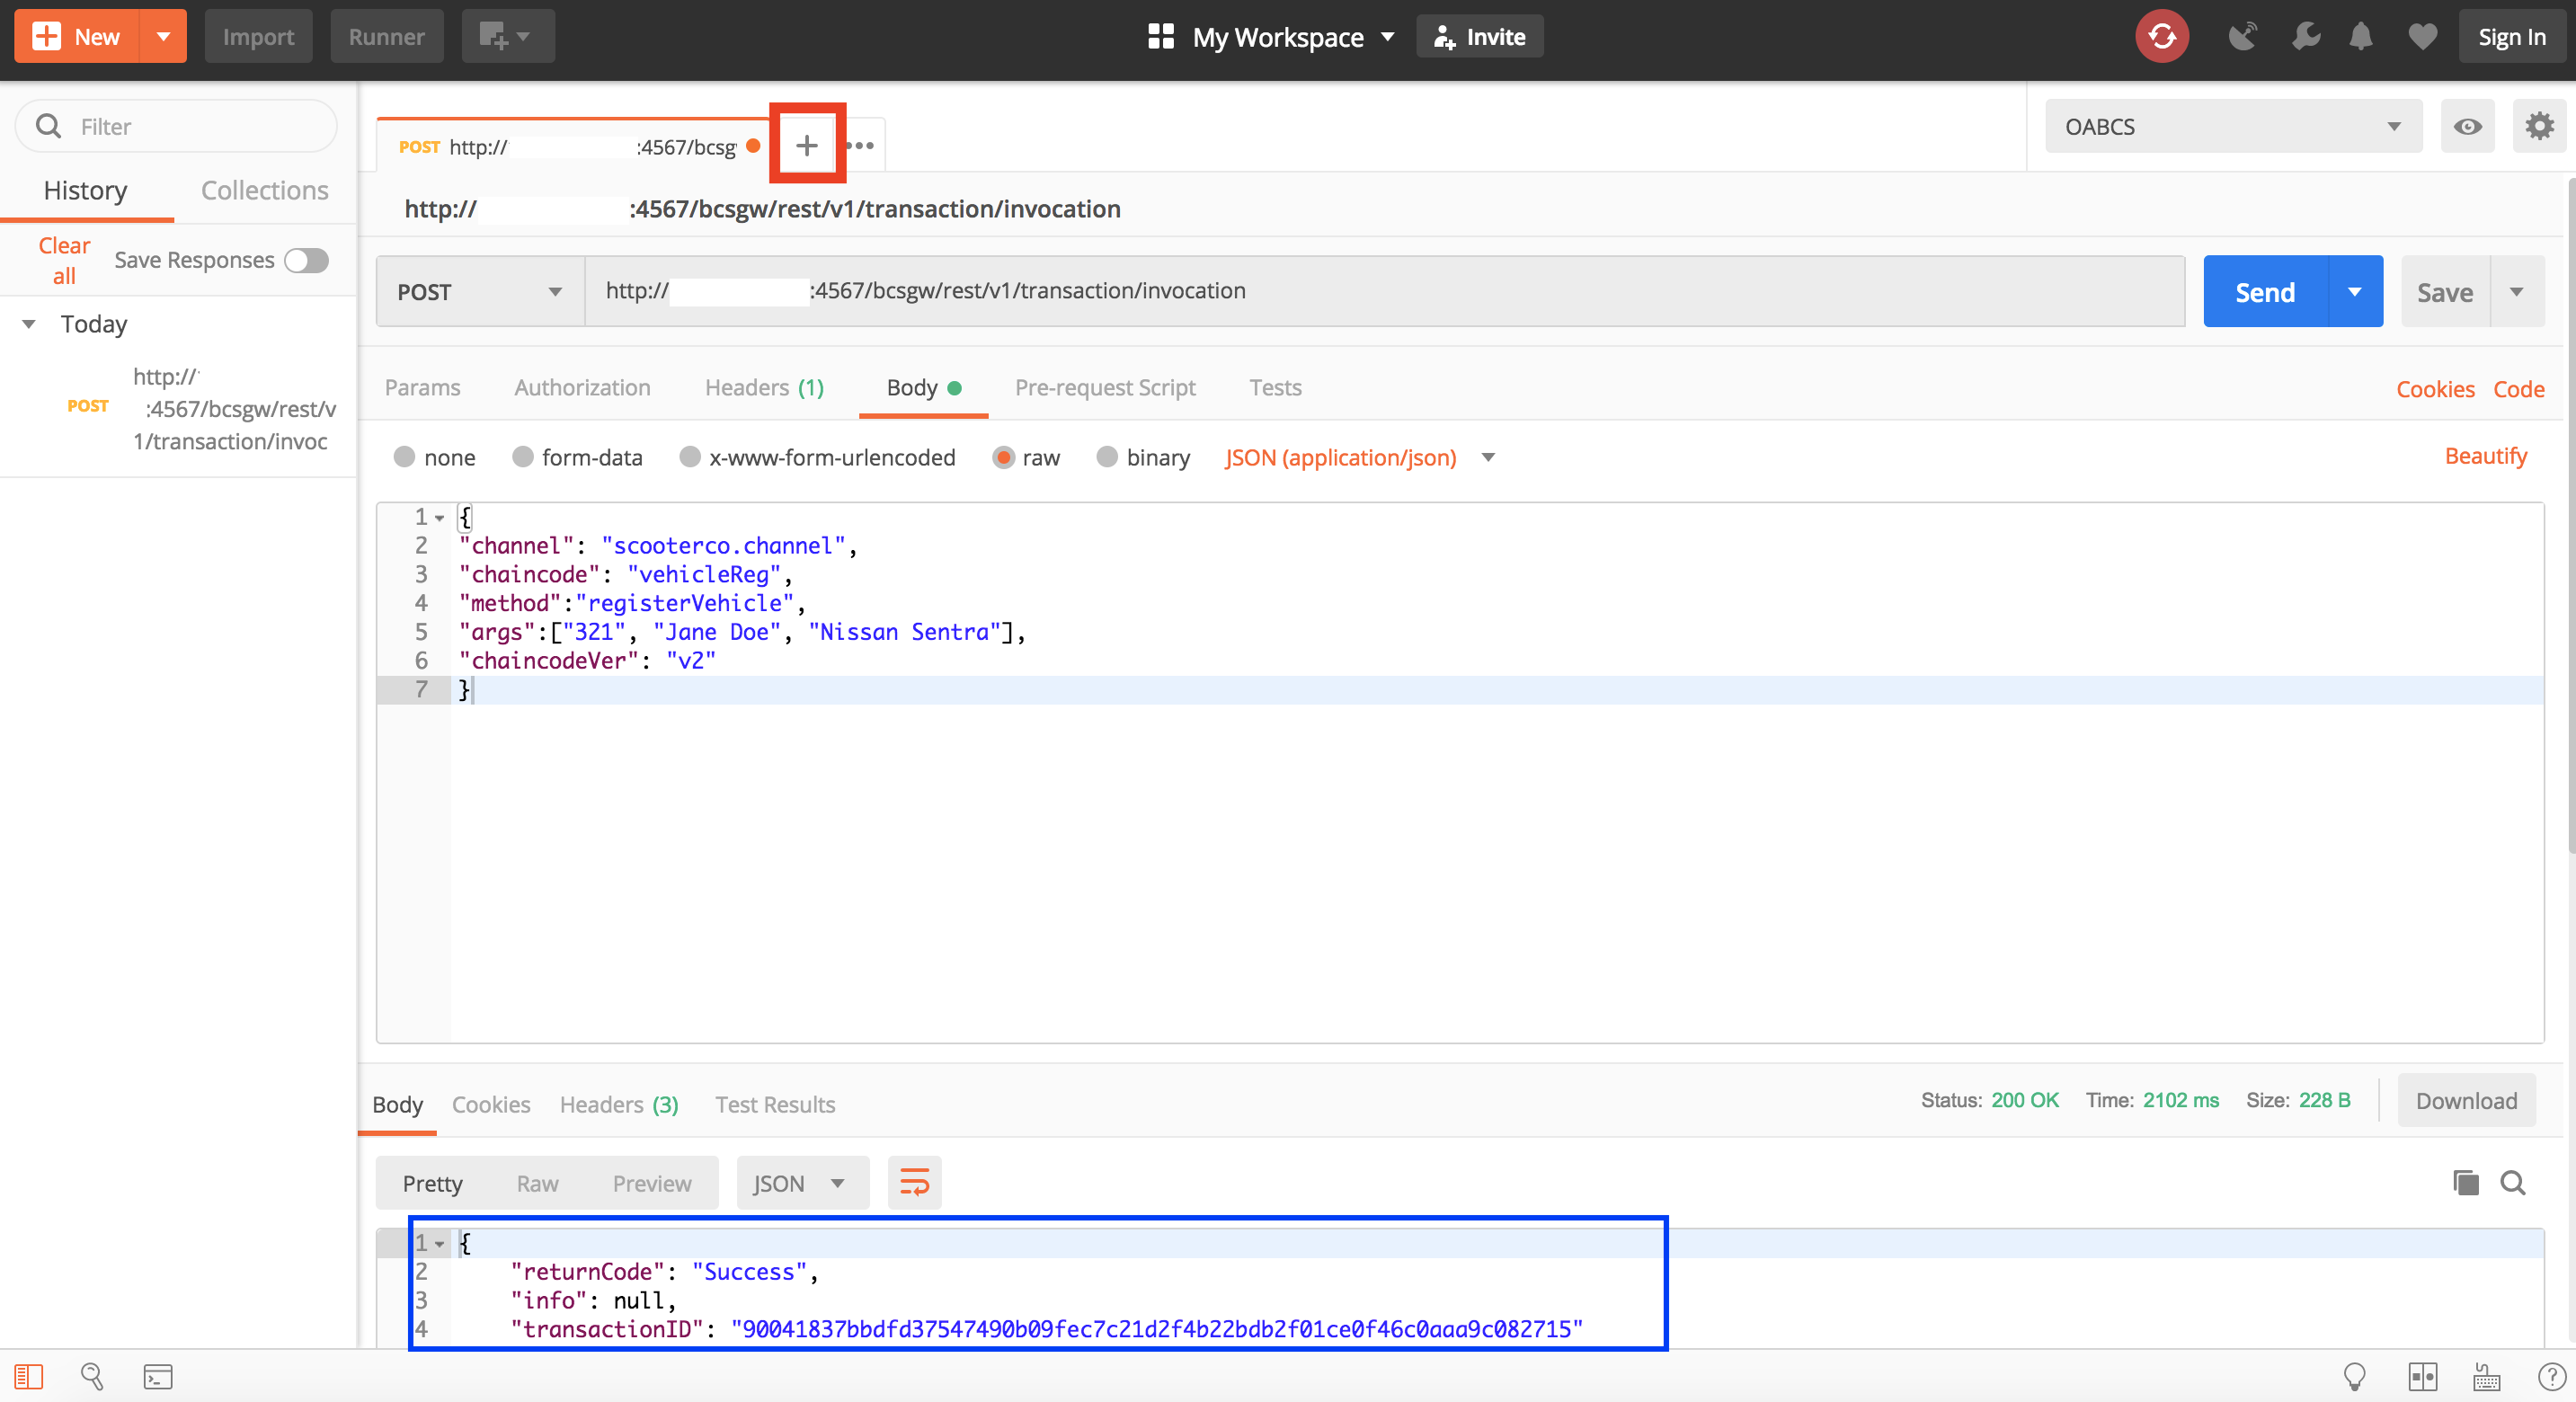 New Import Runner My Workspace Invite Sign In
Filter
History Collections
Clear all Save Responses
Today
POST http://
:4567/bcsgw/rest/v
1/transaction/invoc
POST http:// :4567/bcsgw
OABCS
http:// :4567/bcsgw/rest/v1/transaction/invocation
POST http:// :4567/bcsgw/rest/v1/transaction/invocation Send Save
Params Authorization Headers (1) Body Pre-request Script Tests Cookies Code
none form-data x-www-form-urlencoded raw binary JSON (application/json) Beautify
1 {
2 "channel": "scooterco.channel",
3 "chaincode": "vehicleReg",
4 "method":"registerVehicle",
5 "args":["321", "Jane Doe", "Nissan Sentra"],
6 "chaincodeVer": "v2"
7 }
Body Cookies Headers (3) Test Results Status: 200 OK Time: 2102 ms Size: 228 B Download
Pretty Raw Preview JSON
1 {
2 "returnCode": "Success",
3 "info": null,
4 "transactionID": "90041837bbdfd37547490b09fec7c21d2f4b22bdb2f01ce0f46c0aaa9c082715"